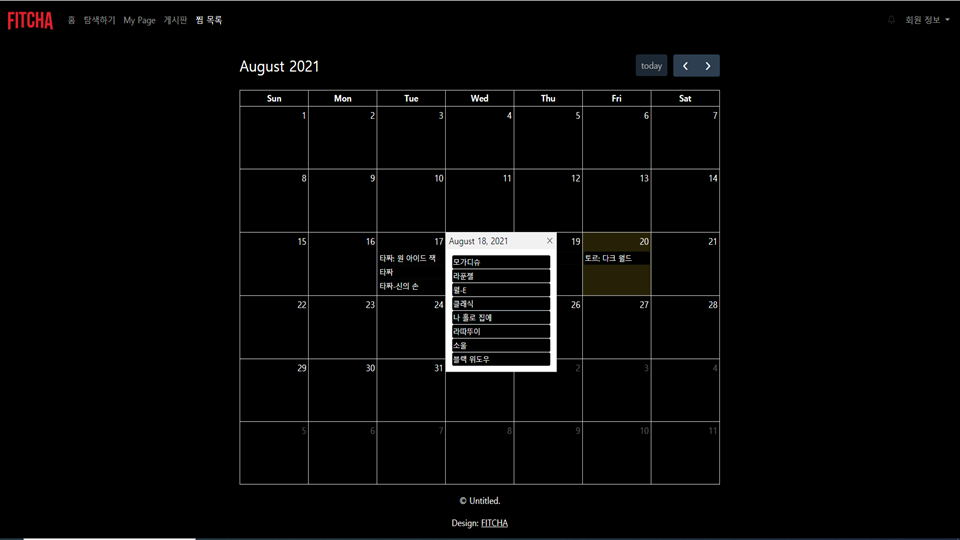 FITCHA 홈 탐색하기 My Page 게시판 찜 목록 회원 정보
August 2021 today
Sun Mon Tue Wed Thu Fri Sat
1 2 3 4 5 6 7
8 9 10 11 12 13 14
15 16 17 19 20 21
타짜: 원 아이드 잭
타짜
타짜-신의 손
August 18, 2021 ×
모가디슈
라푼젤
월-E
클래식
나 홀로 집에
라따뚜이
소울
블랙 위도우
토르: 다크 월드
22 23 24 26 27 28
29 30 31 2 3 4
5 6 7 8 9 10 11
© Untitled.
Design: FITCHA